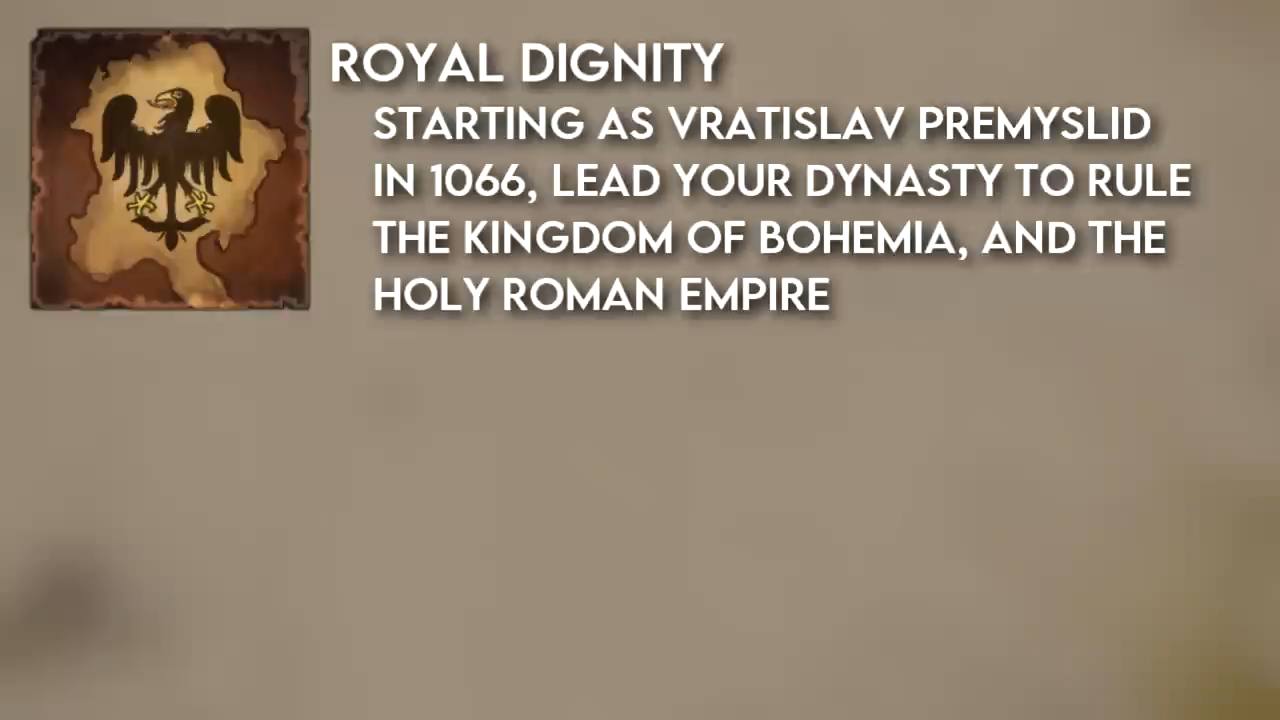 ROYAL DIGNITY
STARTING AS VRATISLAV PREMYSLID
IN 1066, LEAD YOUR DYNASTY TO RULE
THE KINGDOM OF BOHEMIA, AND THE
HOLY ROMAN EMPIRE